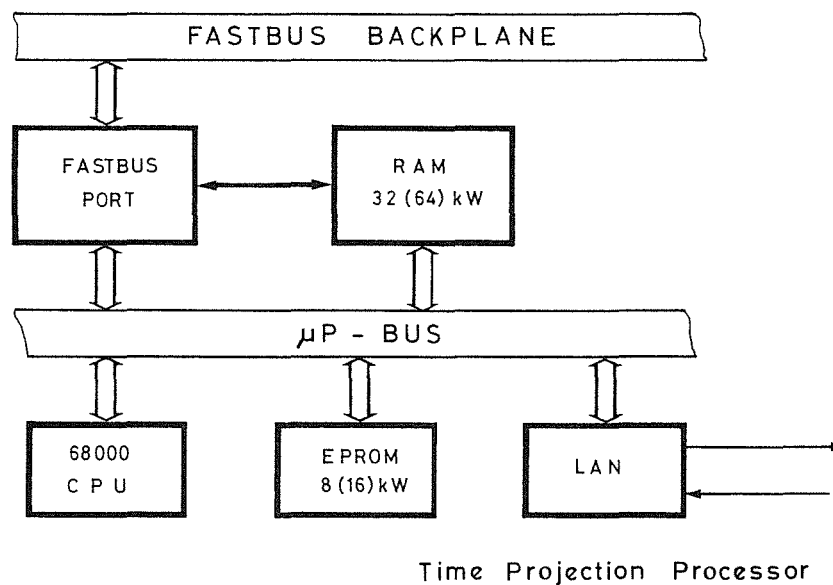 FASTBUS BACKPLANE
FASTBUS
PORT
RAM
32(64)kW
μP - BUS
68000
CPU
EPROM
8(16)kW
LAN
Time Projection Processor